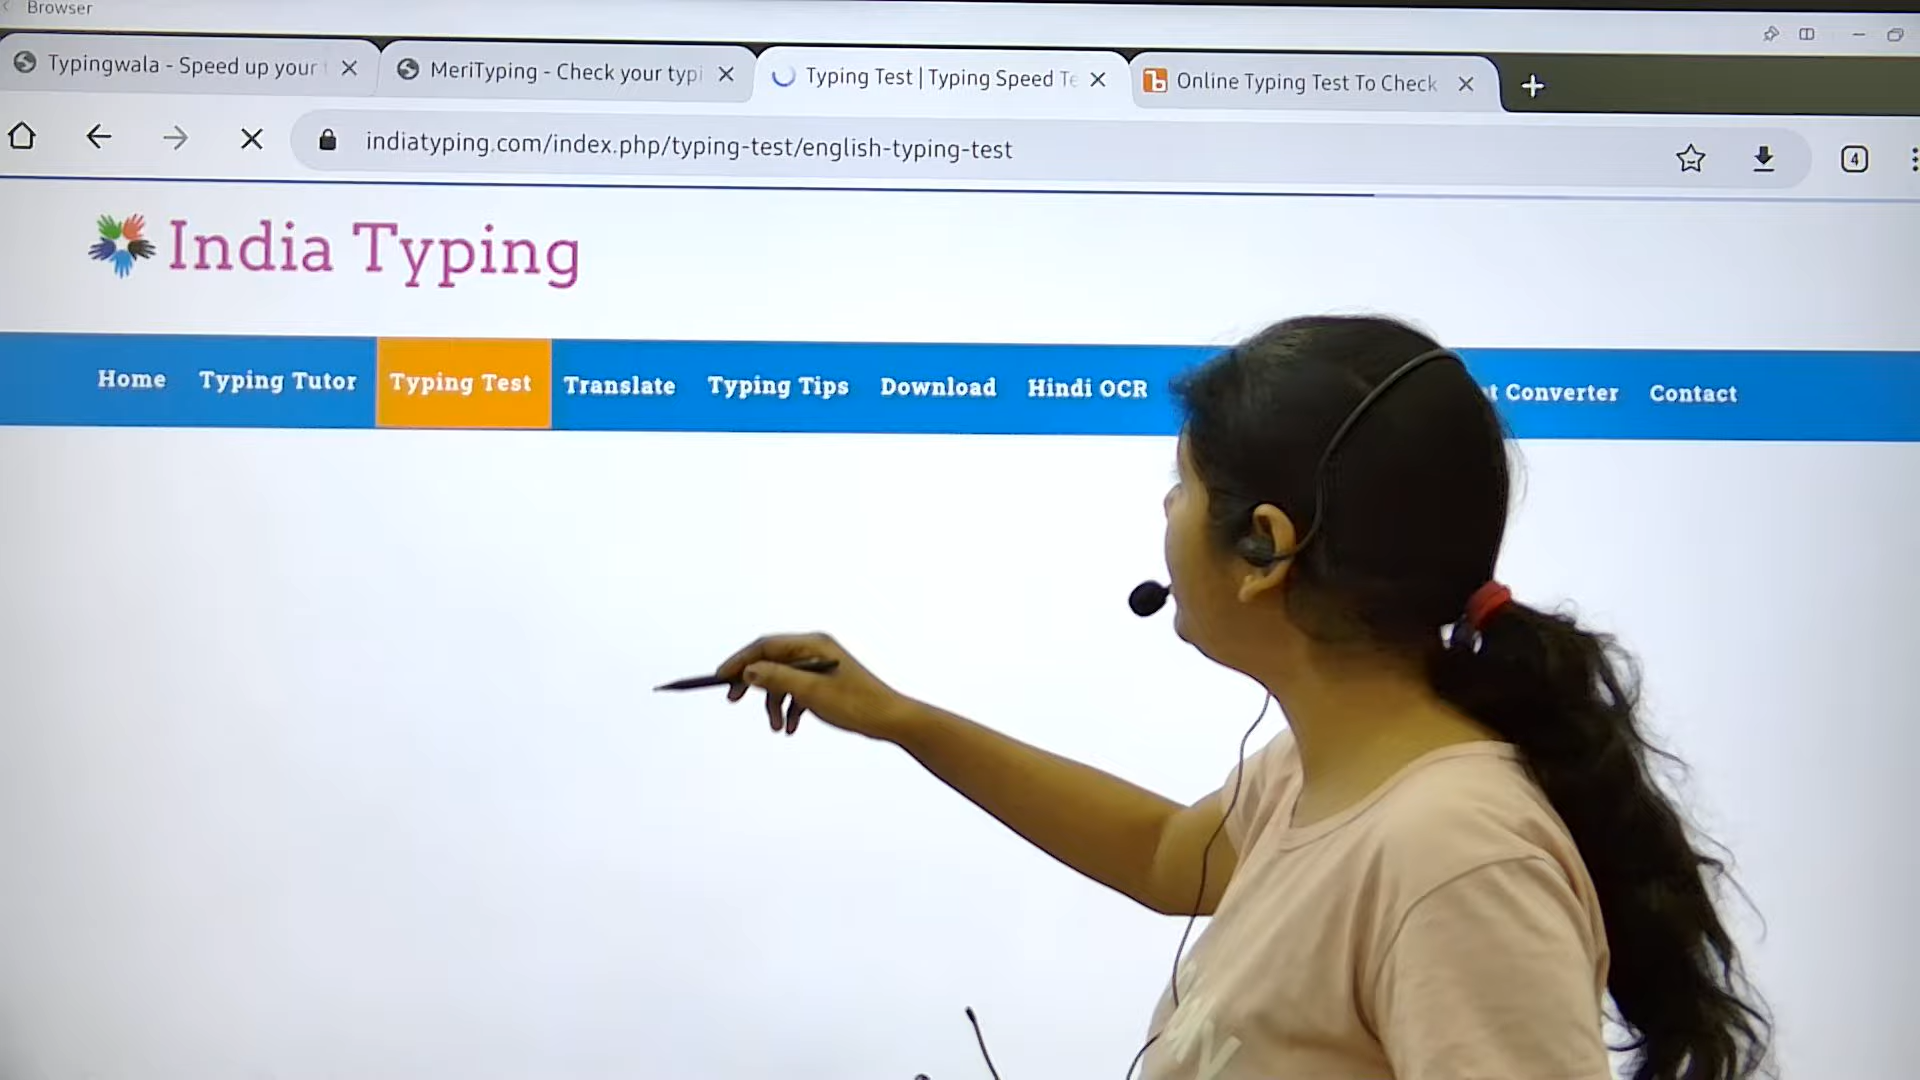 Browser
Typingwala - Speed up your
MeriTyping - Check your typi
Typing Test | Typing Speed Te
Online Typing Test To Check
indiatyping.com/index.php/typing-test/english-typing-test
4
India Typing
Home
Typing Tutor
Typing Test
Translate
Typing Tips
Download
Hindi OCR
t Converter
Contact